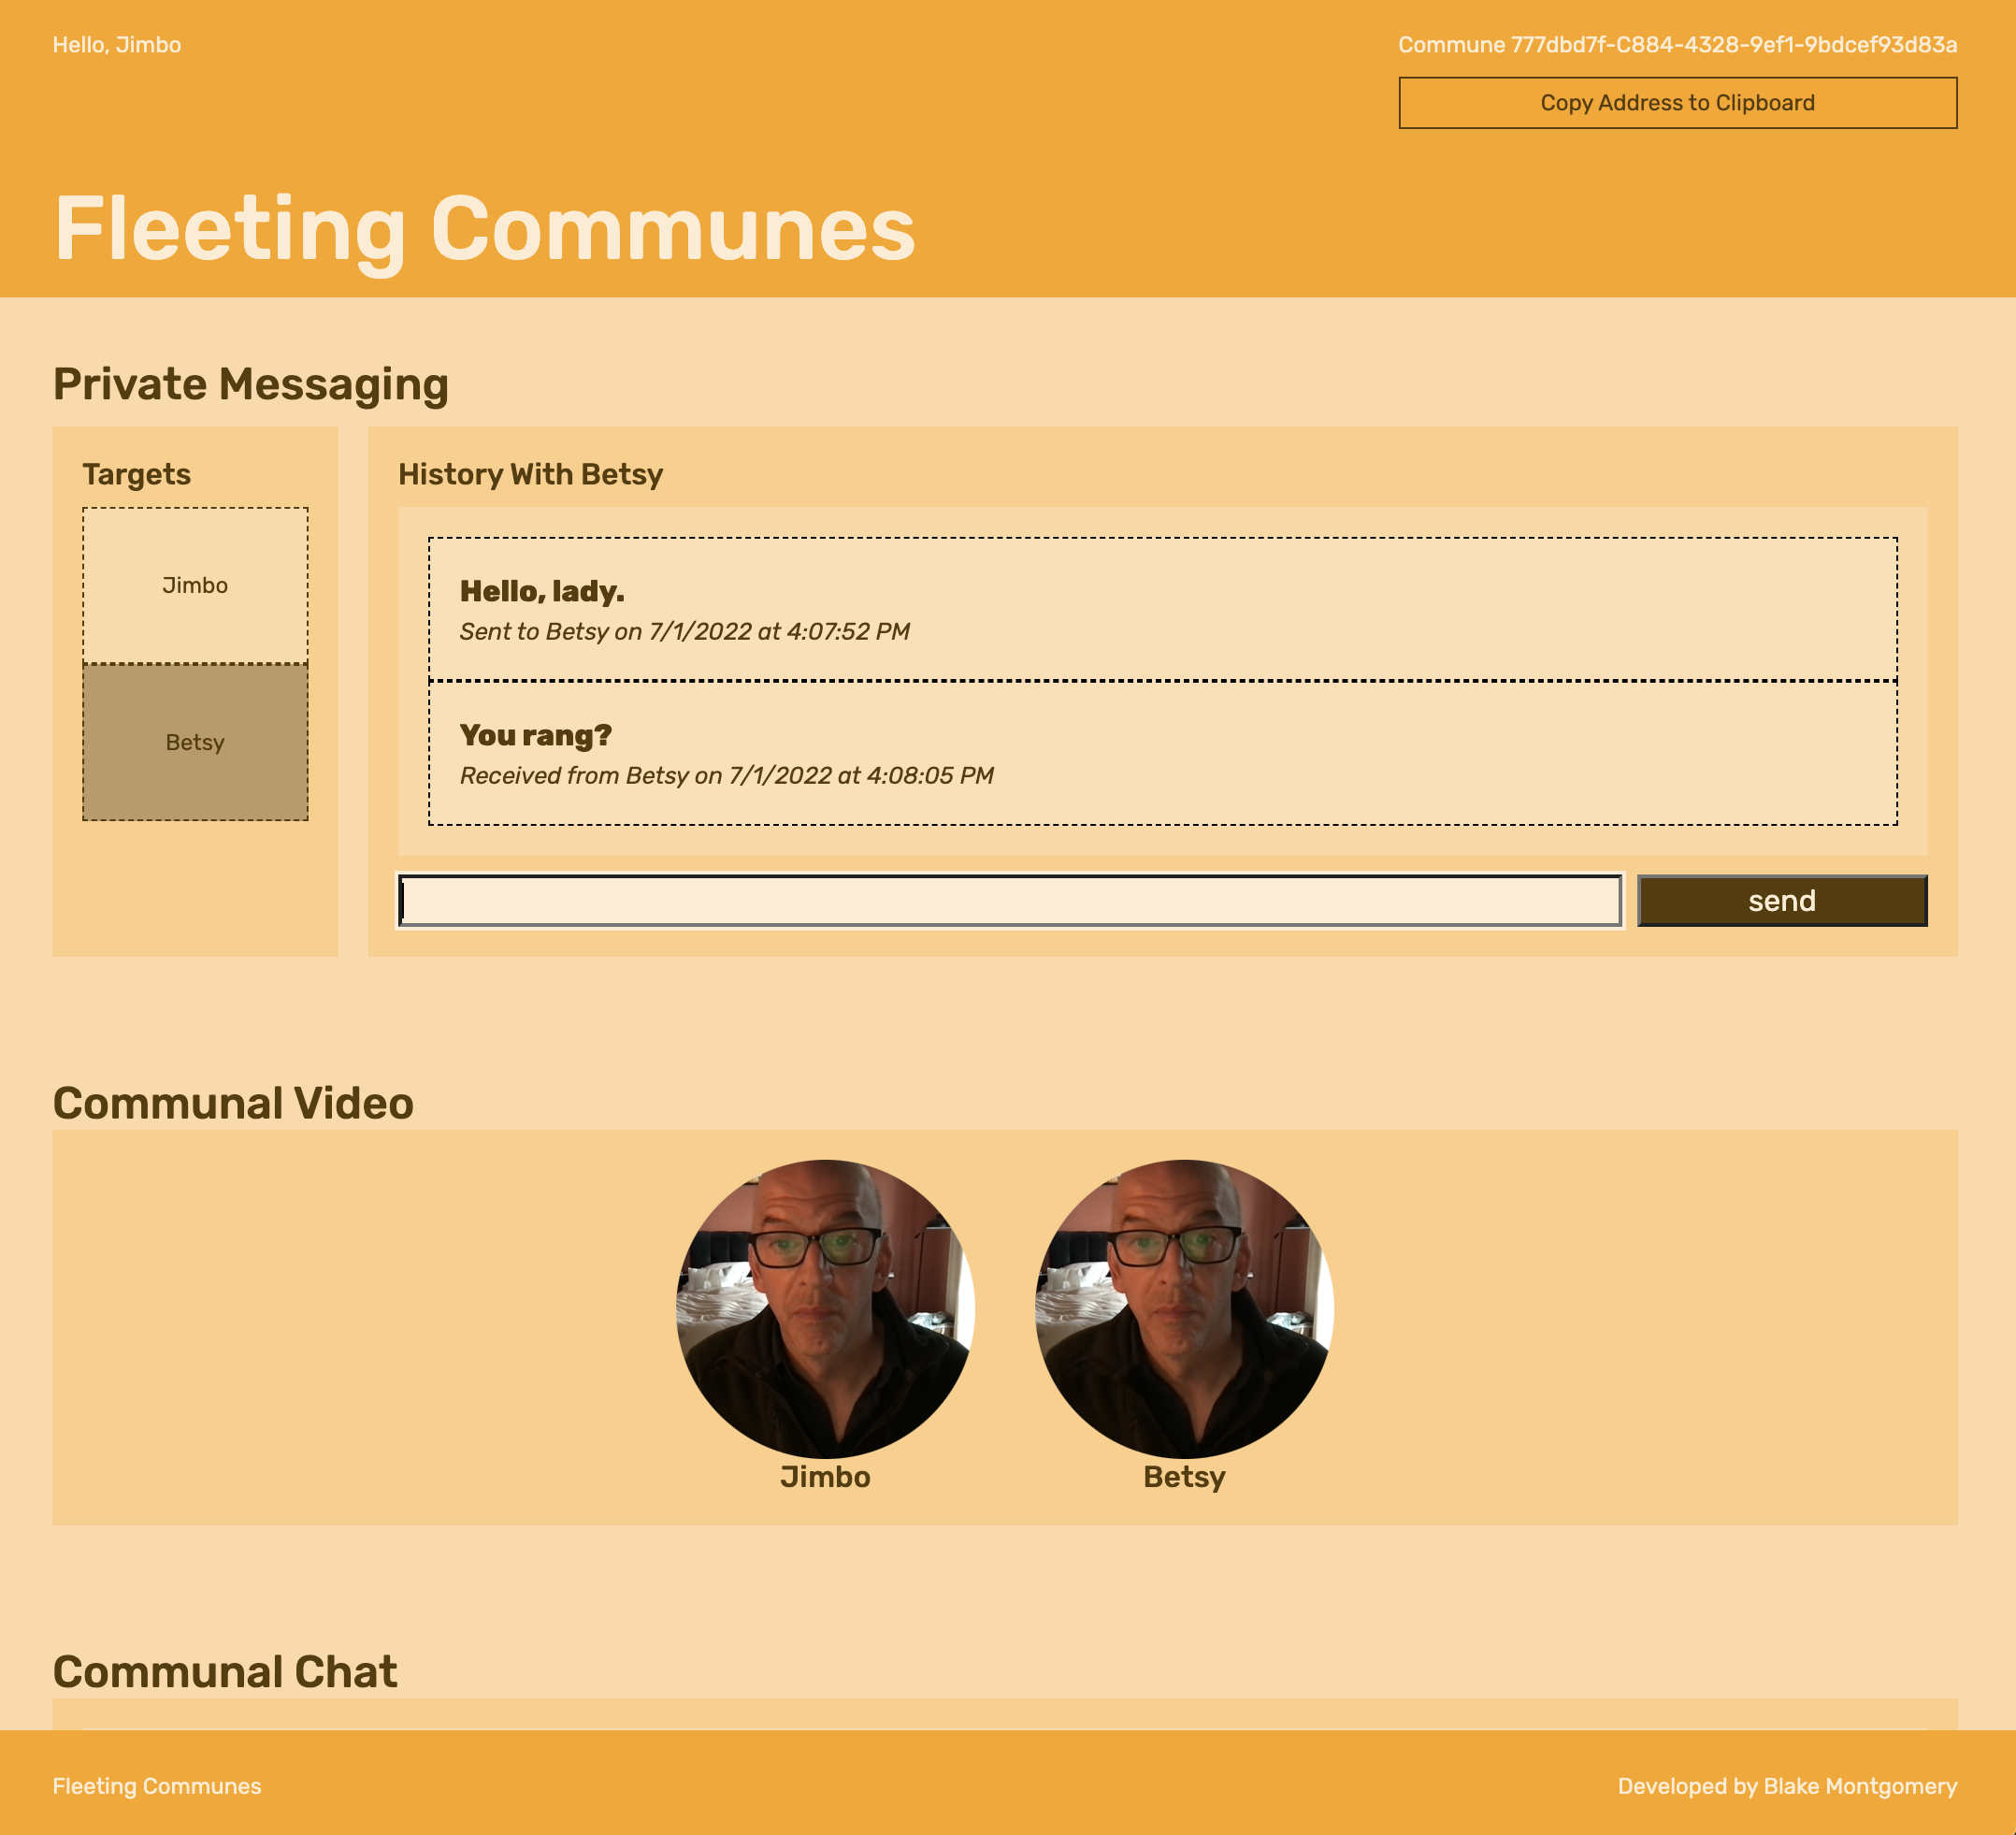 Hello, Jimbo
Commune 777dbd7f-C884-4328-9ef1-9bdcef93d83a
Copy Address to Clipboard
Fleeting Communes
Private Messaging
Targets
Jimbo
Betsy
History With Betsy
Hello, lady.
Sent to Betsy on 7/1/2022 at 4:07:52 PM
You rang?
Received from Betsy on 7/1/2022 at 4:08:05 PM
send
Communal Video
Jimbo
Betsy
Communal Chat
Fleeting Communes
Developed by Blake Montgomery